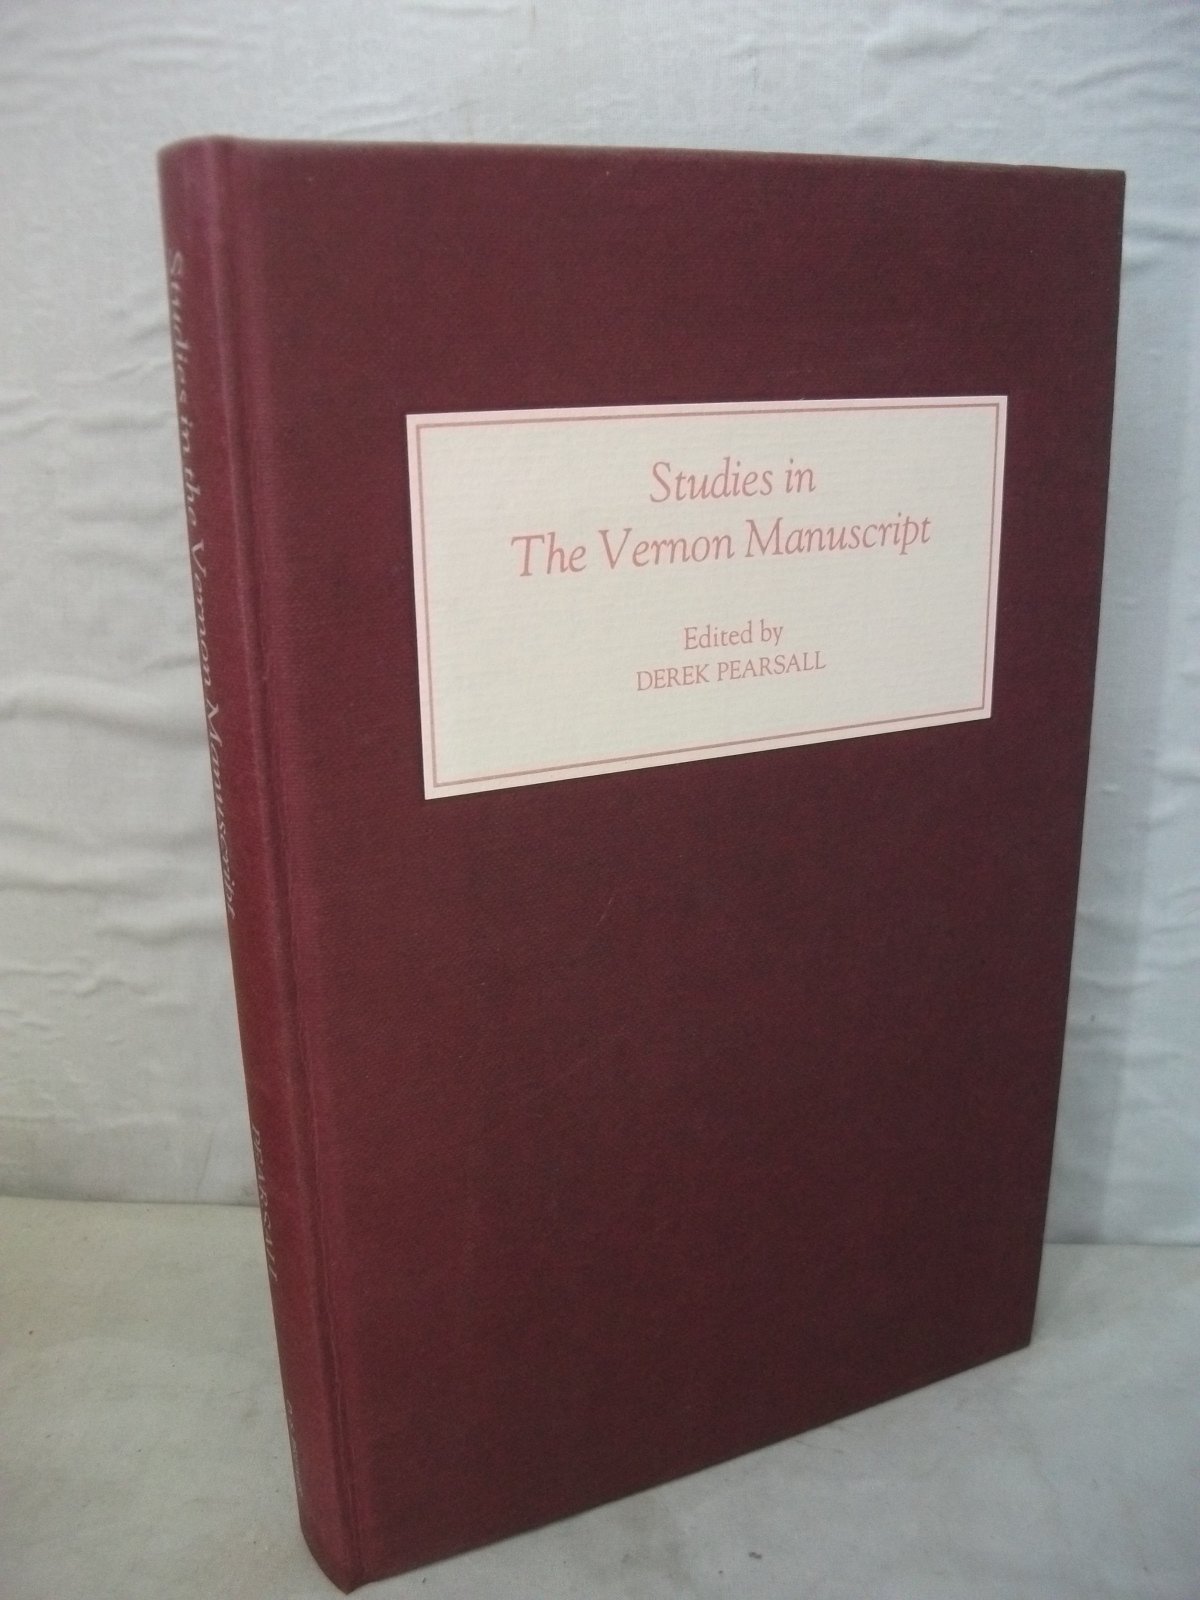 Studies in
The Vernon Manuscript
Edited by
DEREK PEARSALL
Studies in the Vernon Manuscript
PEARSALL